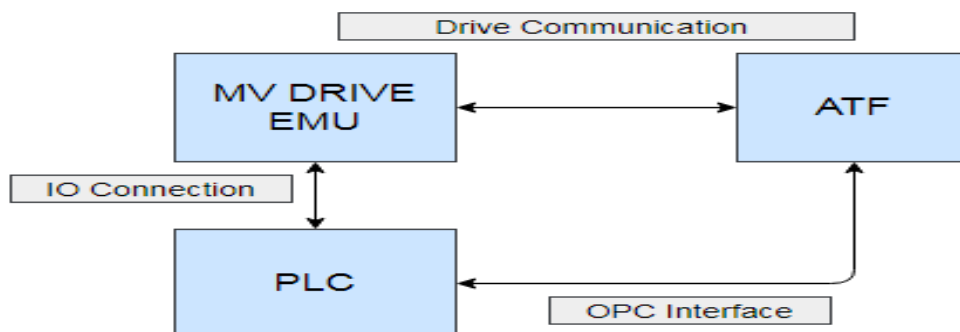 Drive Communication
MV DRIVE
EMU
ATF
IO Connection
PLC
OPC Interface